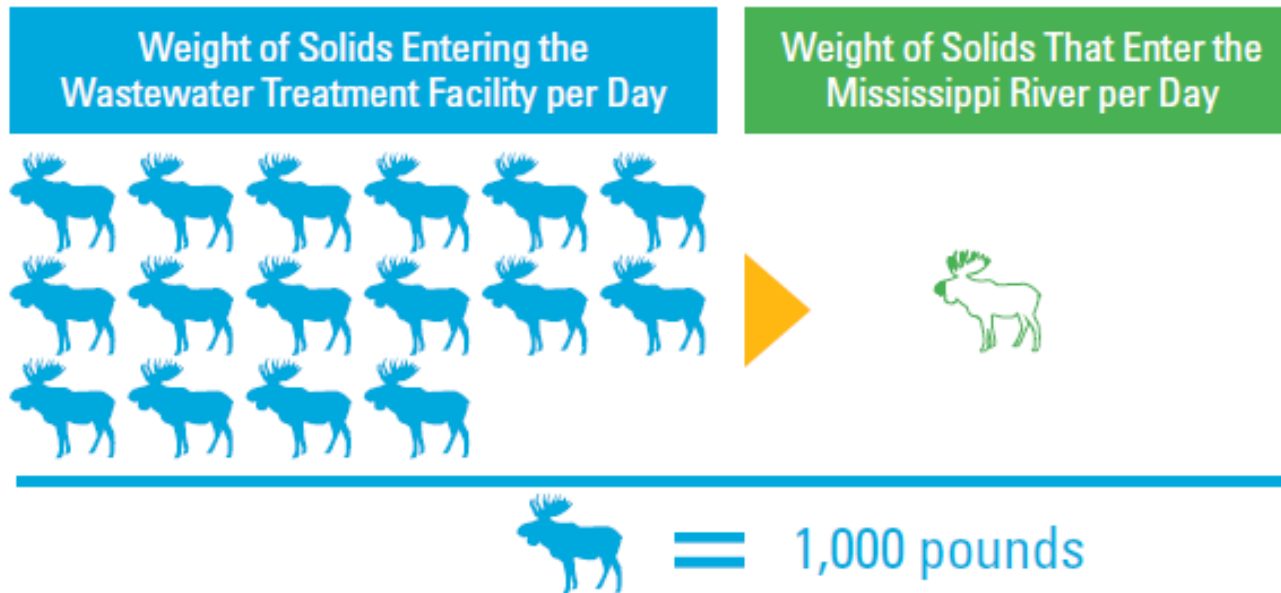 Weight of Solids Entering the
Wastewater Treatment Facility per Day
Weight of Solids That Enter the
Mississippi River per Day
= 1,000 pounds